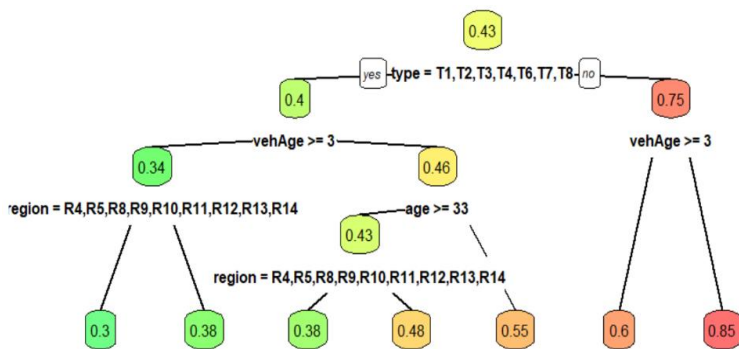 0.43
yes type = T1,T2,T3,T4,T6,T7,T8 no
0.4 0.75
vehAge >= 3 vehAge >= 3
0.34 0.46
region = R4,R5,R8,R9,R10,R11,R12,R13,R14 age >= 33
0.43
region = R4,R5,R8,R9,R10,R11,R12,R13,R14
0.3 0.38 0.38 0.48 0.55 0.6 0.85